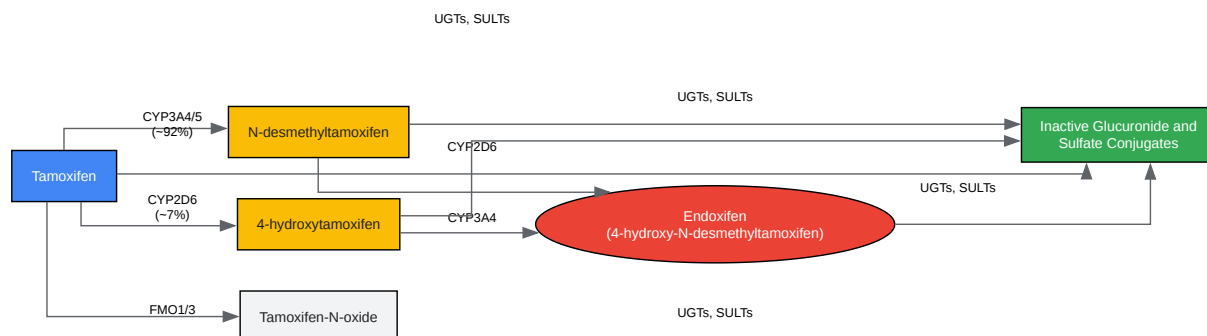 UGTs, SULTs
UGTs, SULTs
CYP3A4/5
(~92%)
N-desmethyltamoxifen
Inactive Glucuronide and
Sulfate Conjugates
CYP2D6
Tamoxifen
UGTs, SULTs
CYP2D6
(~7%)
4-hydroxytamoxifen
CYP3A4
Endoxifen
(4-hydroxy-N-desmethyltamoxifen)
FMO1/3
Tamoxifen-N-oxide
UGTs, SULTs